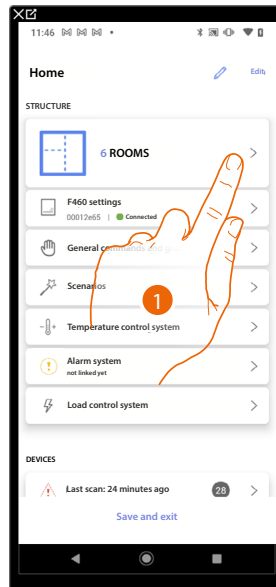 11:46
Home
Edit
STRUCTURE
6 ROOMS
F460 settings
00012e65 | Connected
General commands and g
Scenarios
1
Temperature control system
Alarm system
not linked yet
Load control system
DEVICES
Last scan: 24 minutes ago
28
Save and exit